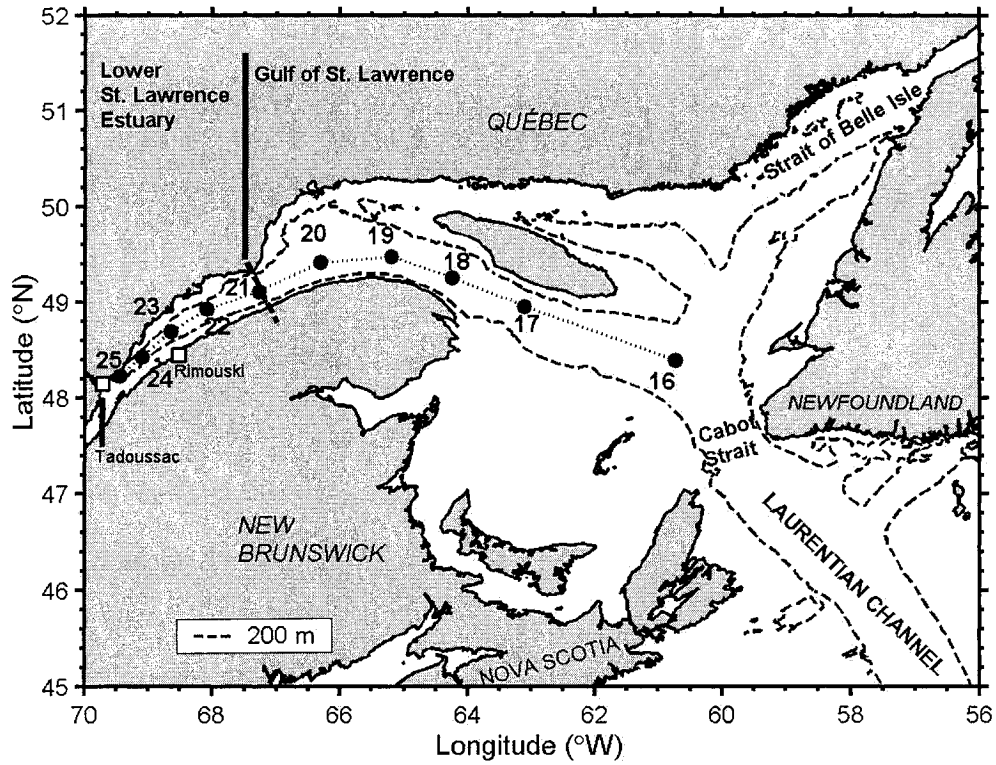 52
51
50
49
48
47
46
45
Latitude (°N)
Lower
St. Lawrence
Estuary
Gulf of St. Lawrence
QUÉBEC
Strait of Belle Isle
20
19
18
17
16
21
22
23
24
25
Rimouski
Tadoussac
NEWFOUNDLAND
Cabot
Strait
LAURENTIAN CHANNEL
NEW
BRUNSWICK
NOVA SCOTIA
200 m
70
68
66
64
62
60
58
56
Longitude (°W)